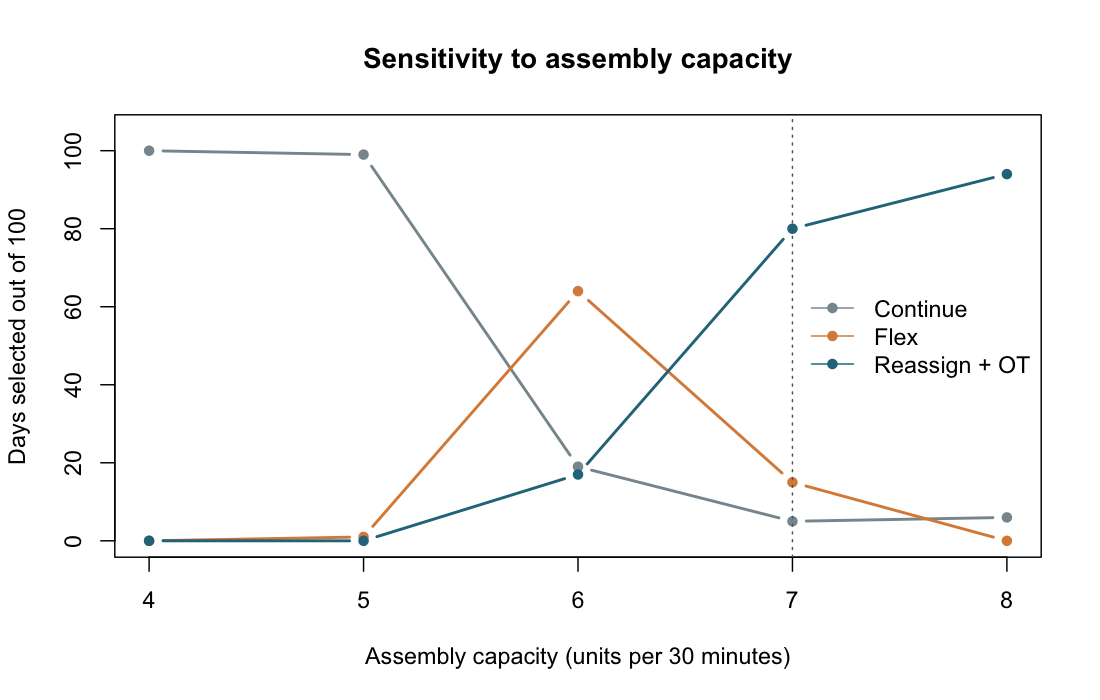 Sensitivity to assembly capacity
Days selected out of 100
100
80
60
40
20
0
Continue
Flex
Reassign + OT
4 5 6 7 8
Assembly capacity (units per 30 minutes)